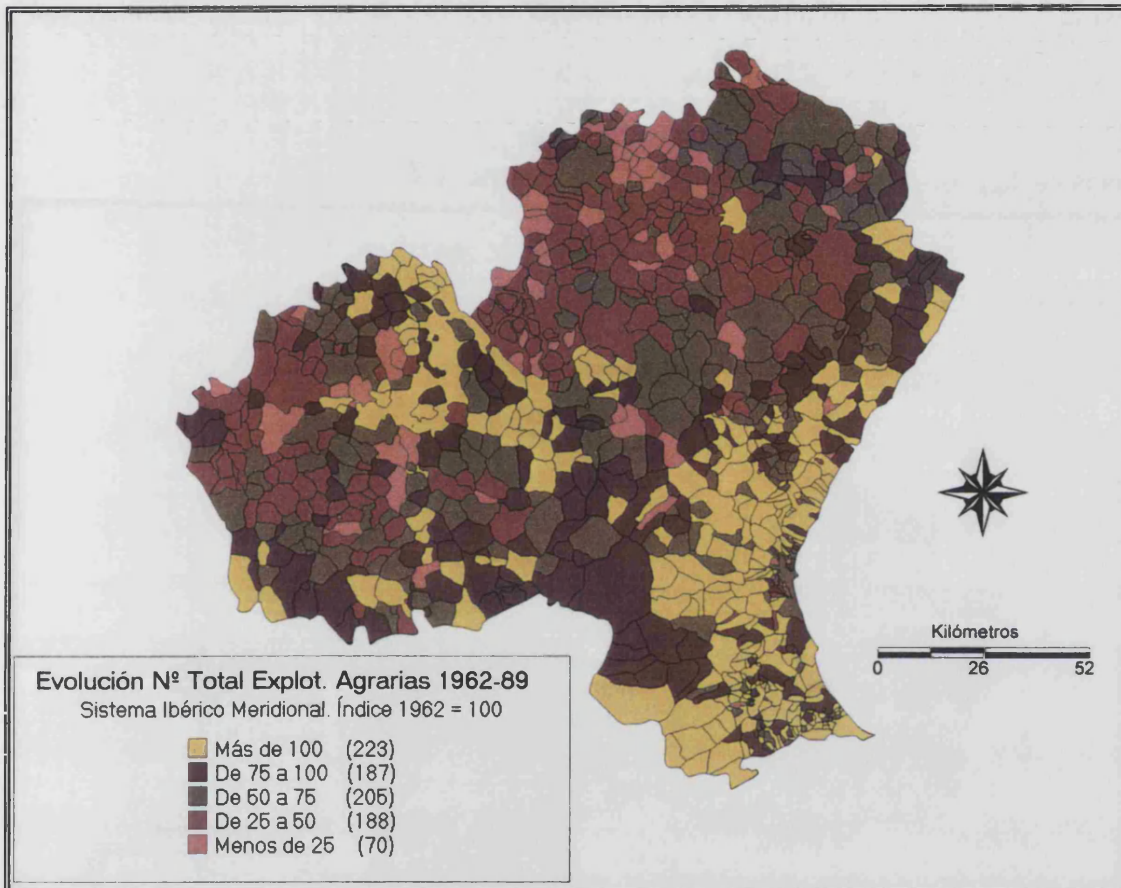 Kilómetros
0 26 52
Evolución Nº Total Explot. Agrarias 1962-89
Sistema Ibérico Meridional. Índice 1962 = 100
Más de 100 (223)
De 75 a 100 (187)
De 50 a 75 (205)
De 25 a 50 (188)
Menos de 25 (70)